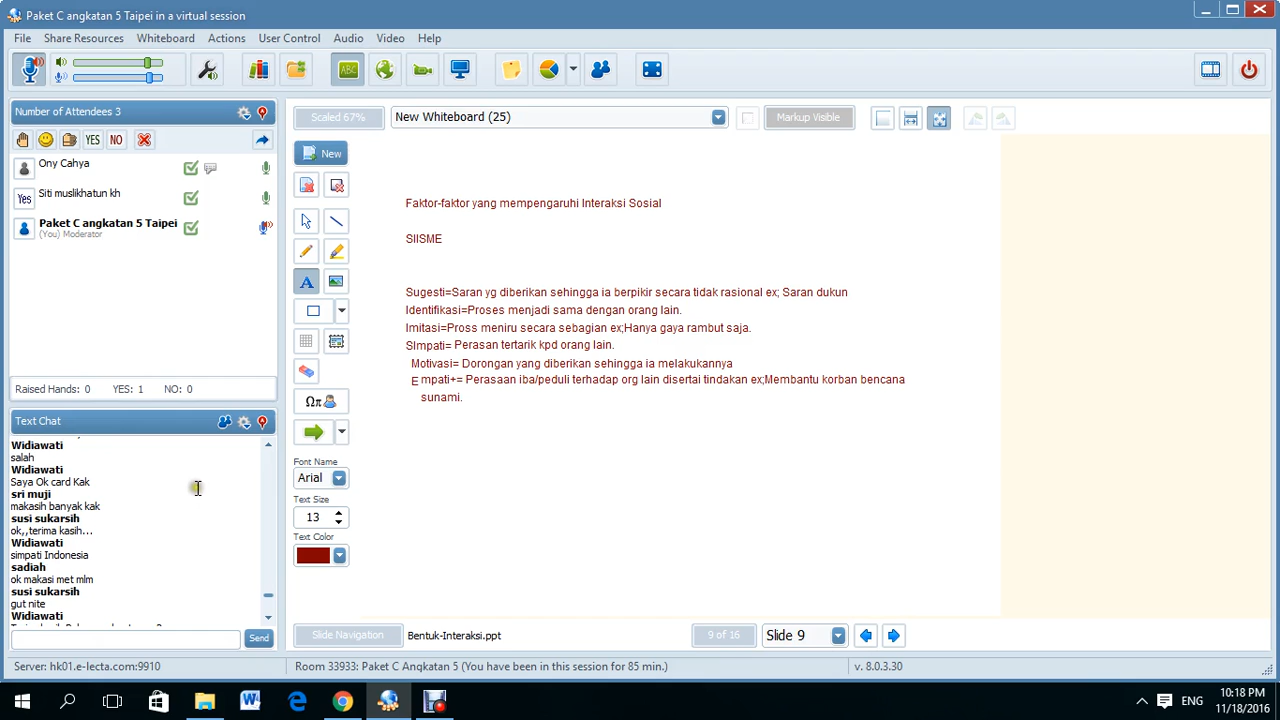 Paket C angkatan 5 Taipei in a virtual session
File Share Resources Whiteboard Actions User Control Audio Video Help
ABC
Number of Attendees 3
YES NO
Ony Cahya
Yes Siti muslikhatun kh
Paket C angkatan 5 Taipei
(You) Moderator
Raised Hands: 0 YES: 1 NO: 0
Text Chat
Widiawati
salah
Widiawati
Saya Ok card Kak
sri muji
makasih banyak kak
susi sukarsih
ok,,terima kasih...
Widiawati
simpati Indonesia
sadiah
ok makasi met mlm
susi sukarsih
gut nite
Widiawati
Send
Scaled 67% New Whiteboard (25) Markup Visible
New
A
Ωπ
Font Name
Arial
Text Size
13
Text Color
Faktor-faktor yang mempengaruhi Interaksi Sosial
SIISME
Sugesti=Saran yg diberikan sehingga ia berpikir secara tidak rasional ex; Saran dukun
Identifikasi=Proses menjadi sama dengan orang lain.
Imitasi=Pross meniru secara sebagian ex;Hanya gaya rambut saja.
SImpati= Perasan tertarik kpd orang lain.
Motivasi= Dorongan yang diberikan sehingga ia melakukannya
E mpati+= Perasaan iba/peduli terhadap org lain disertai tindakan ex;Membantu korban bencana
sunami.
Slide Navigation Bentuk-Interaksi.ppt 9 of 16 Slide 9
Server: hk01.e-lecta.com:9910 Room 33933: Paket C Angkatan 5 (You have been in this session for 85 min.) v. 8.0.3.30
ENG
10:18 PM
11/18/2016